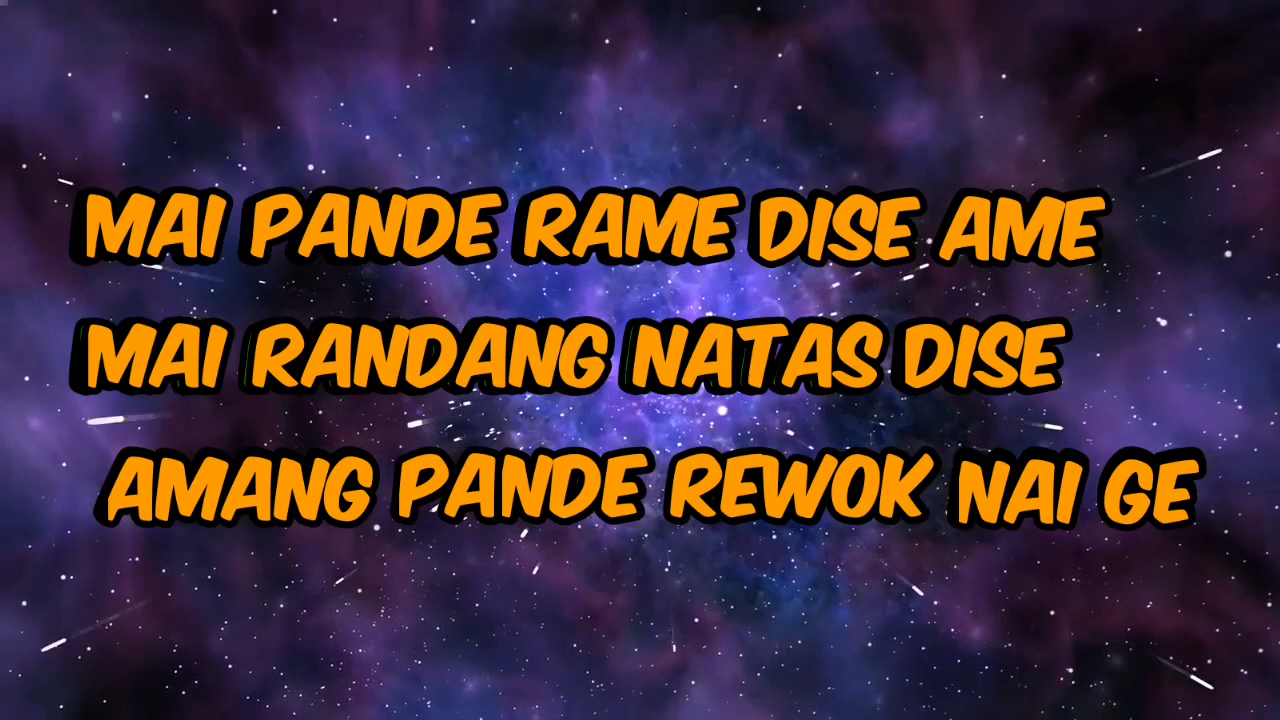 MAI PANDE RAME DISE AME
MAI RANDANG NATAS DISE
AMANG PANDE REWOK NAI GE